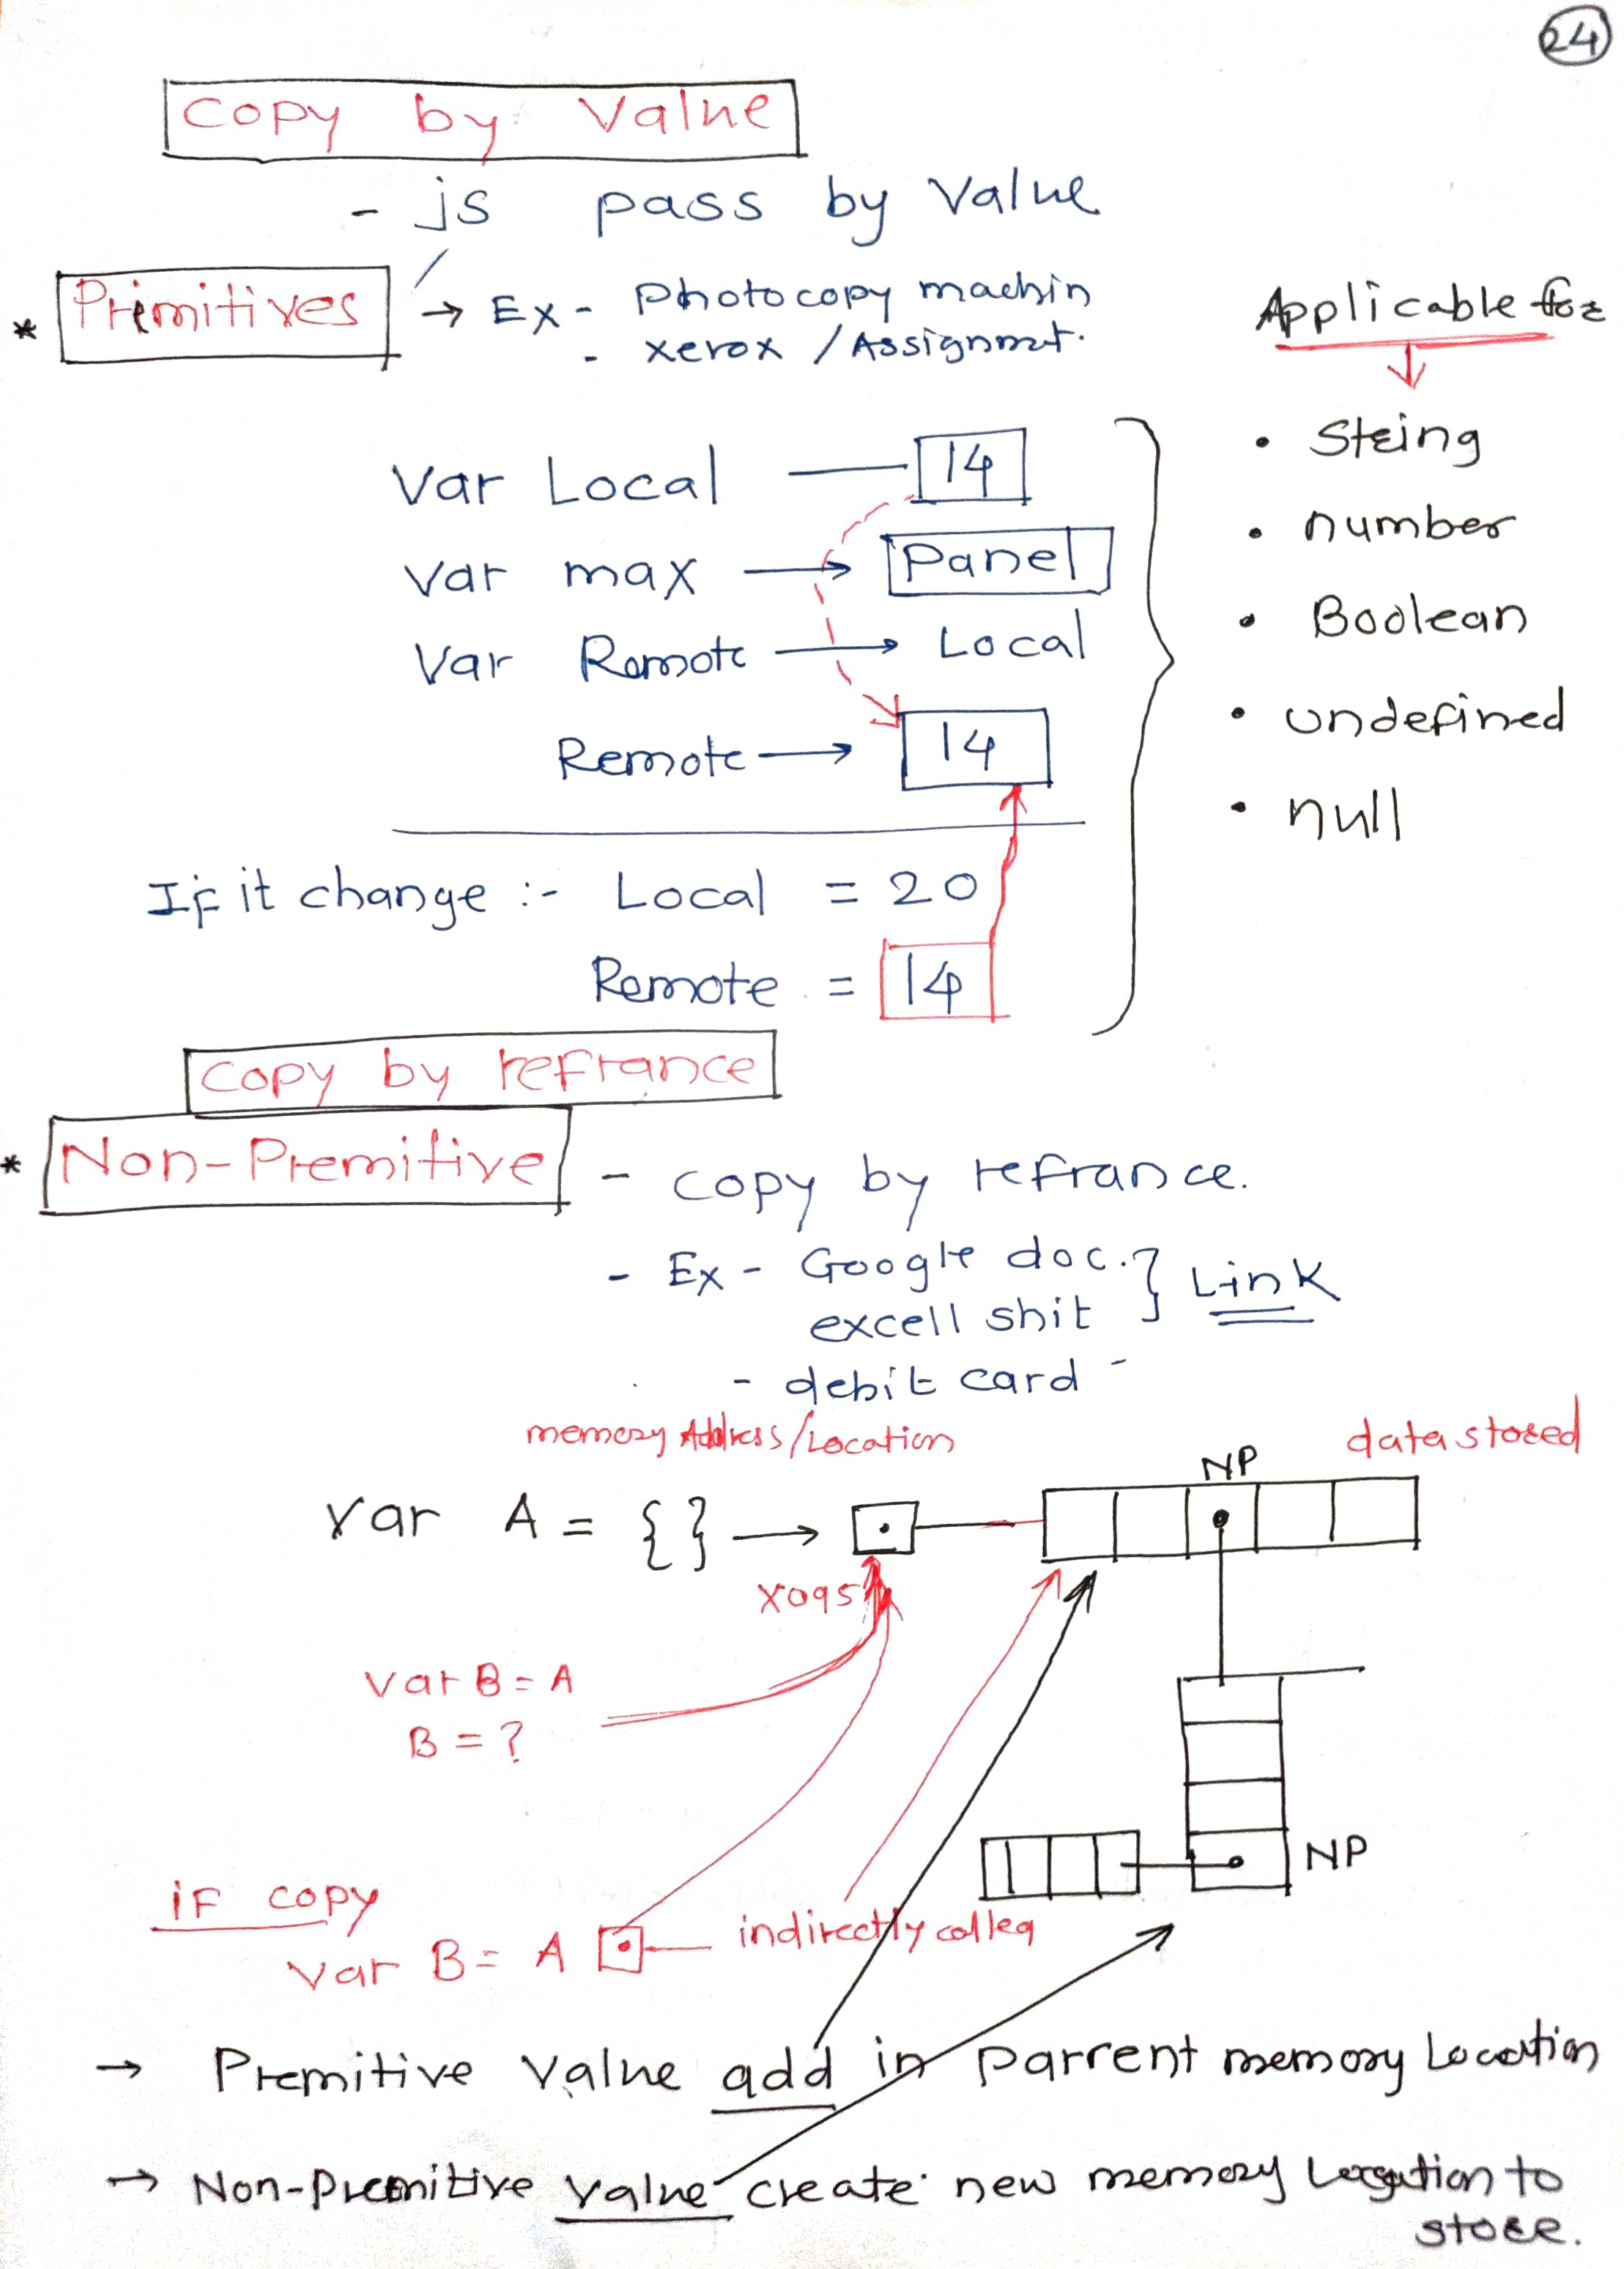 24
Copy by Value
- js pass by Value
* Primitives → Ex - Photocopy machin
- xerox / Assignmt.
Applicable for
• String
• number
• Boolean
• undefined
• null
Var Local — 14
Var max → Panel
Var Remote → Local
Remote → 14
If it change :- Local = 20
Remote = 14
Copy by refrance
* Non-Premitive - copy by refrance.
- Ex - Google doc. } Link
excell shit
- debit card -
memory Address/Location
NP
data stored
Var A = {} →
X095
Var B = A
B = ?
NP
if copy
Var B = A
indirectly
→ Premitive Value add in parrent memory Location
→ Non-Premitive Value create new memory Location to
store.